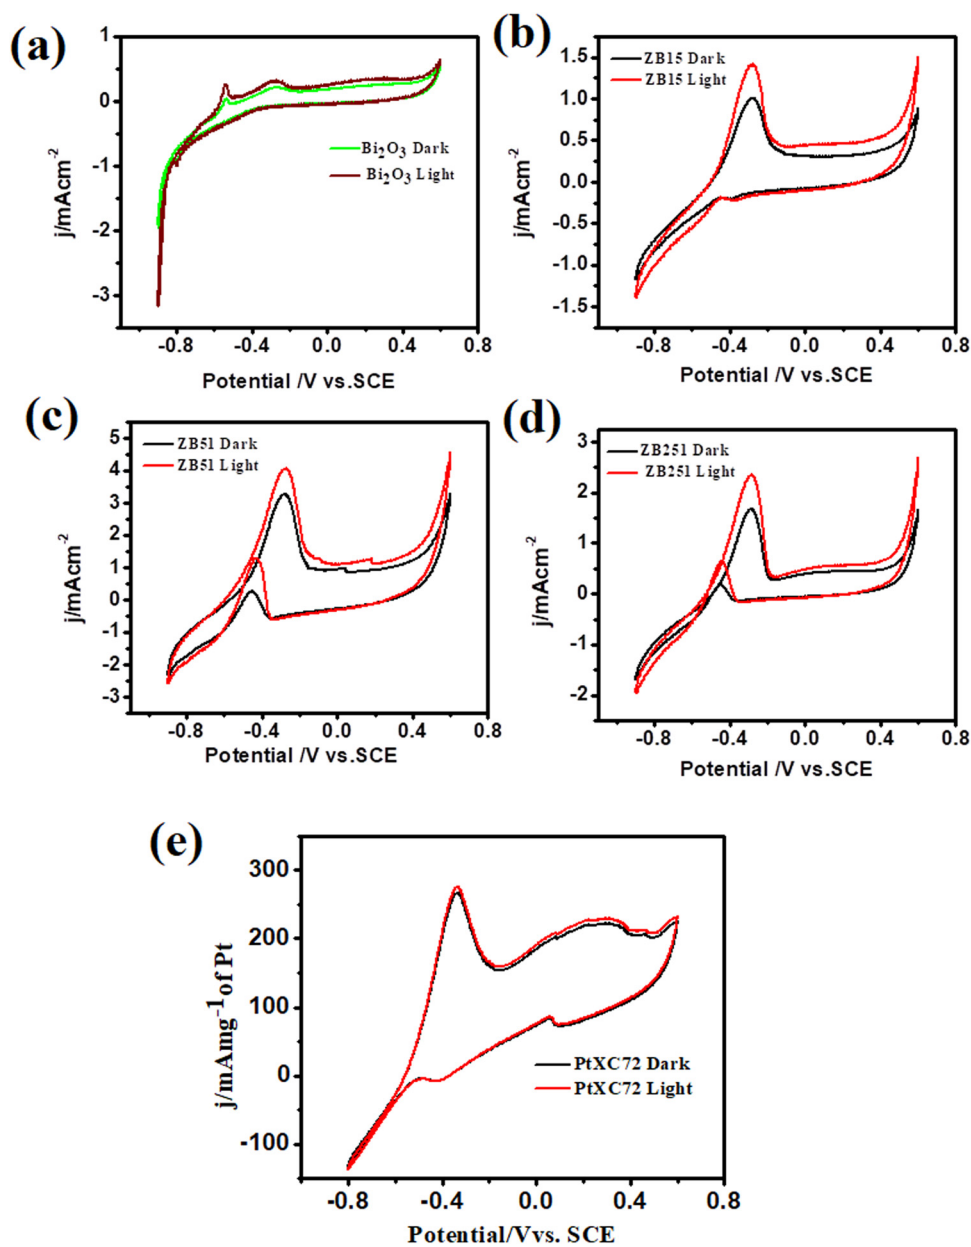 (a)
1
0
-1
-2
-3
j/mAcm-2
Bi2O3 Dark
Bi2O3 Light
-0.8
-0.4
0.0
0.4
0.8
Potential /V vs.SCE
(b)
1.5
1.0
0.5
0.0
-0.5
-1.0
-1.5
j/mAcm-2
ZB15 Dark
ZB15 Light
-0.8
-0.4
0.0
0.4
0.8
Potential /V vs.SCE
(c)
5
4
3
2
1
0
-1
-2
-3
j/mAcm-2
ZB51 Dark
ZB51 Light
-0.8
-0.4
0.0
0.4
0.8
Potential /V vs.SCE
(d)
3
2
1
0
-1
-2
j/mAcm-2
ZB251 Dark
ZB251 Light
-0.8
-0.4
0.0
0.4
0.8
Potential /V vs.SCE
(e)
300
200
100
0
-100
j/mAmg-1of Pt
PtXC72 Dark
PtXC72 Light
-0.8
-0.4
0.0
0.4
0.8
Potential/Vvs. SCE